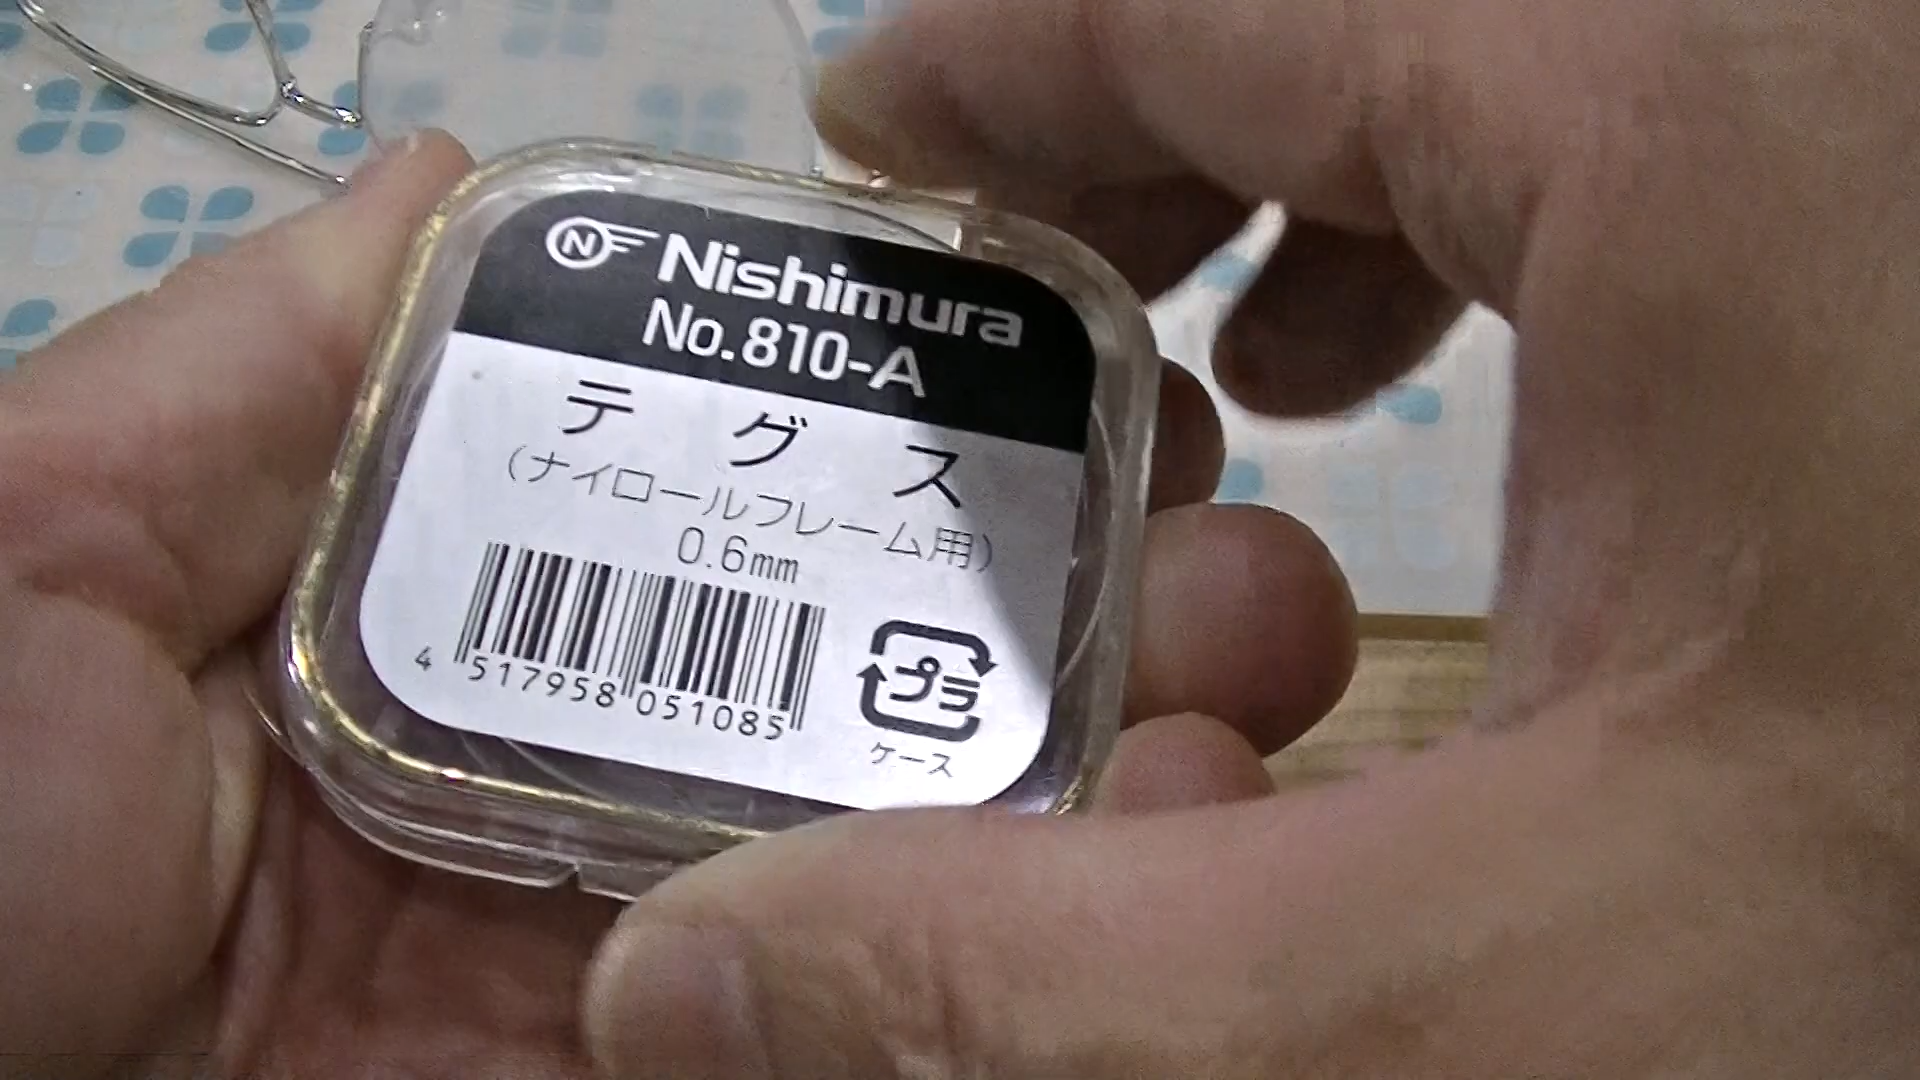 N Nishimura
No.810-A
テグス
(ナイロールフレーム用)
0.6mm
4 517958 051085
プラ
ケース